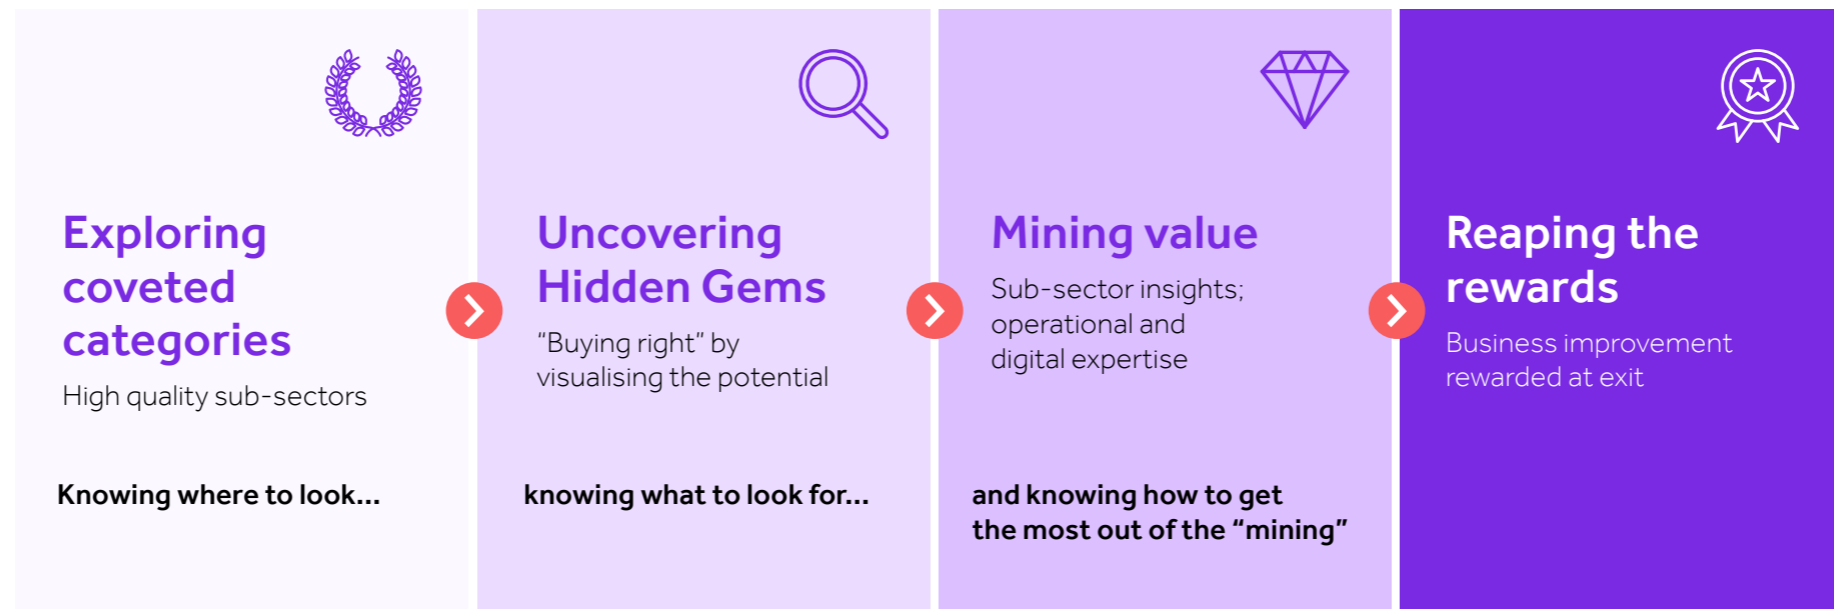 Exploring
coveted
categories
High quality sub-sectors
Knowing where to look...
Uncovering
Hidden Gems
“Buying right” by
visualising the potential
knowing what to look for...
Mining value
Sub-sector insights;
operational and
digital expertise
and knowing how to get
the most out of the “mining”
Reaping the
rewards
Business improvement
rewarded at exit